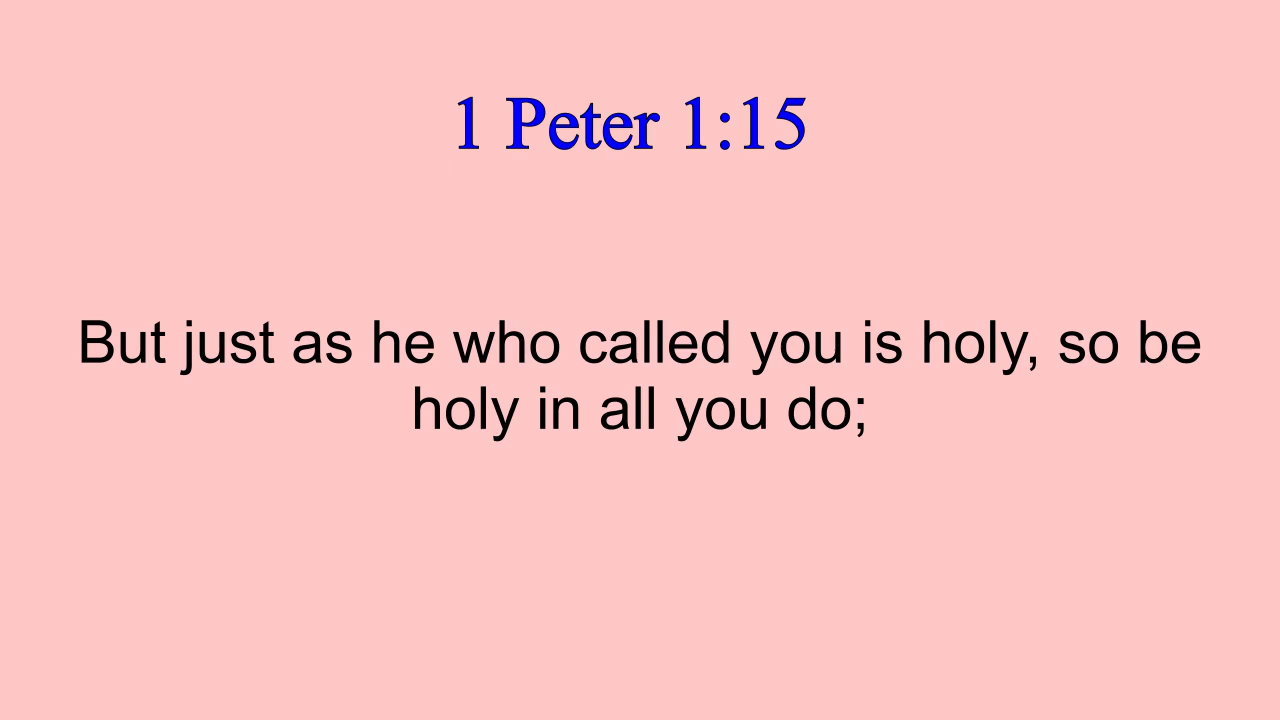 1 Peter 1:15
But just as he who called you is holy, so be
holy in all you do;